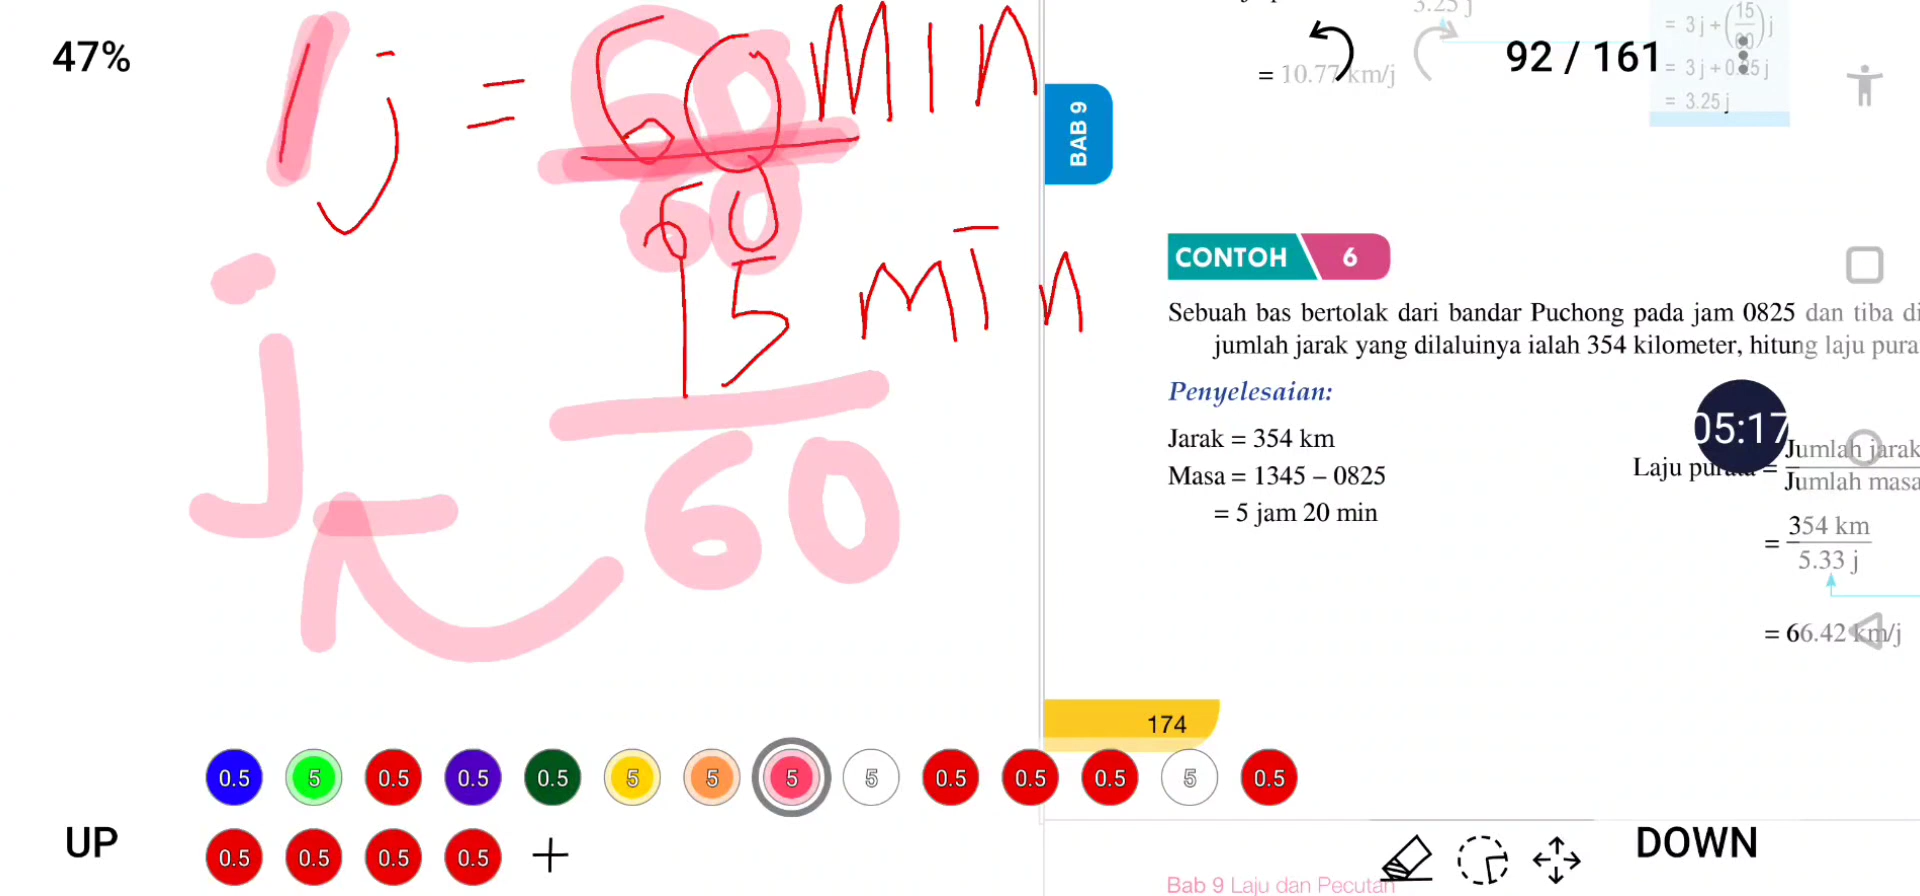 47%
1j = 60 MIN
60
15 min
60
j
3.25 j
= 10.77 km/j
92 / 161
= 3 j + (15/60) j
= 3 j + 0.25 j
= 3.25 j
BAB 9
CONTOH 6
Sebuah bas bertolak dari bandar Puchong pada jam 0825 dan tiba di
jumlah jarak yang dilaluinya ialah 354 kilometer, hitung laju pura
Penyelesaian:
Jarak = 354 km
Masa = 1345 – 0825
= 5 jam 20 min
05:17
Laju purata = Jumlah jarak
Jumlah masa
= 354 km
5.33 j
= 66.42 km/j
174
0.5 5 0.5 0.5 0.5 5 5 5 5 0.5 0.5 0.5 5 0.5
UP 0.5 0.5 0.5 0.5 + DOWN
Bab 9 Laju dan Pecutan